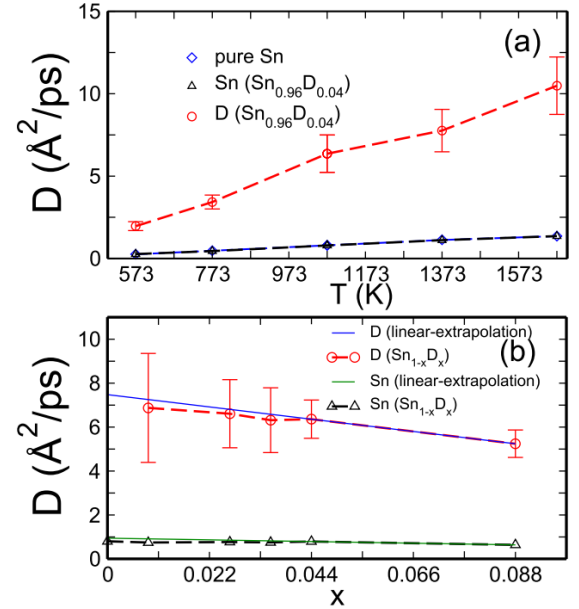 (a)
pure Sn
Sn (Sn0.96D0.04)
D (Sn0.96D0.04)
D (Å2/ps)
15
10
5
0
573 773 973 1173 1373 1573
T (K)
(b)
D (linear-extrapolation)
D (Sn1-xDx)
Sn (linear-extrapolation)
Sn (Sn1-xDx)
D (Å2/ps)
10
8
6
4
2
0
0 0.022 0.044 0.066 0.088
x